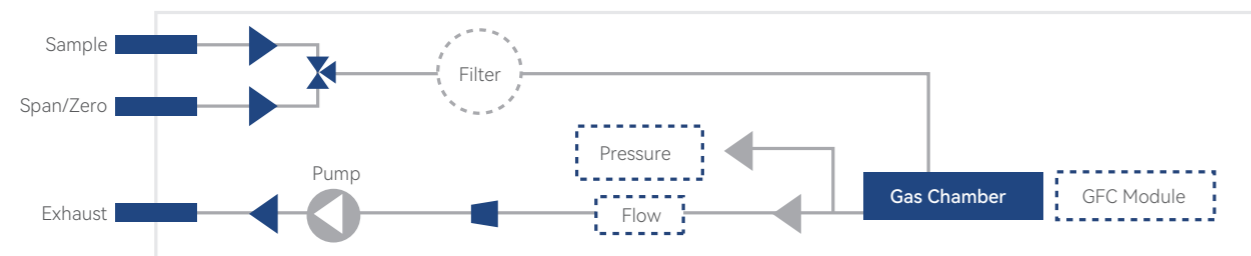 Sample
Filter
Span/Zero
Pressure
Pump
Gas Chamber
GFC Module
Exhaust
Flow